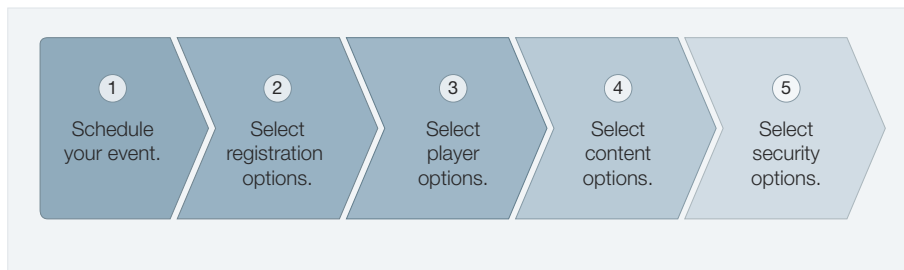 1
Schedule
your event.
2
Select
registration
options.
3
Select
player
options.
4
Select
content
options.
5
Select
security
options.